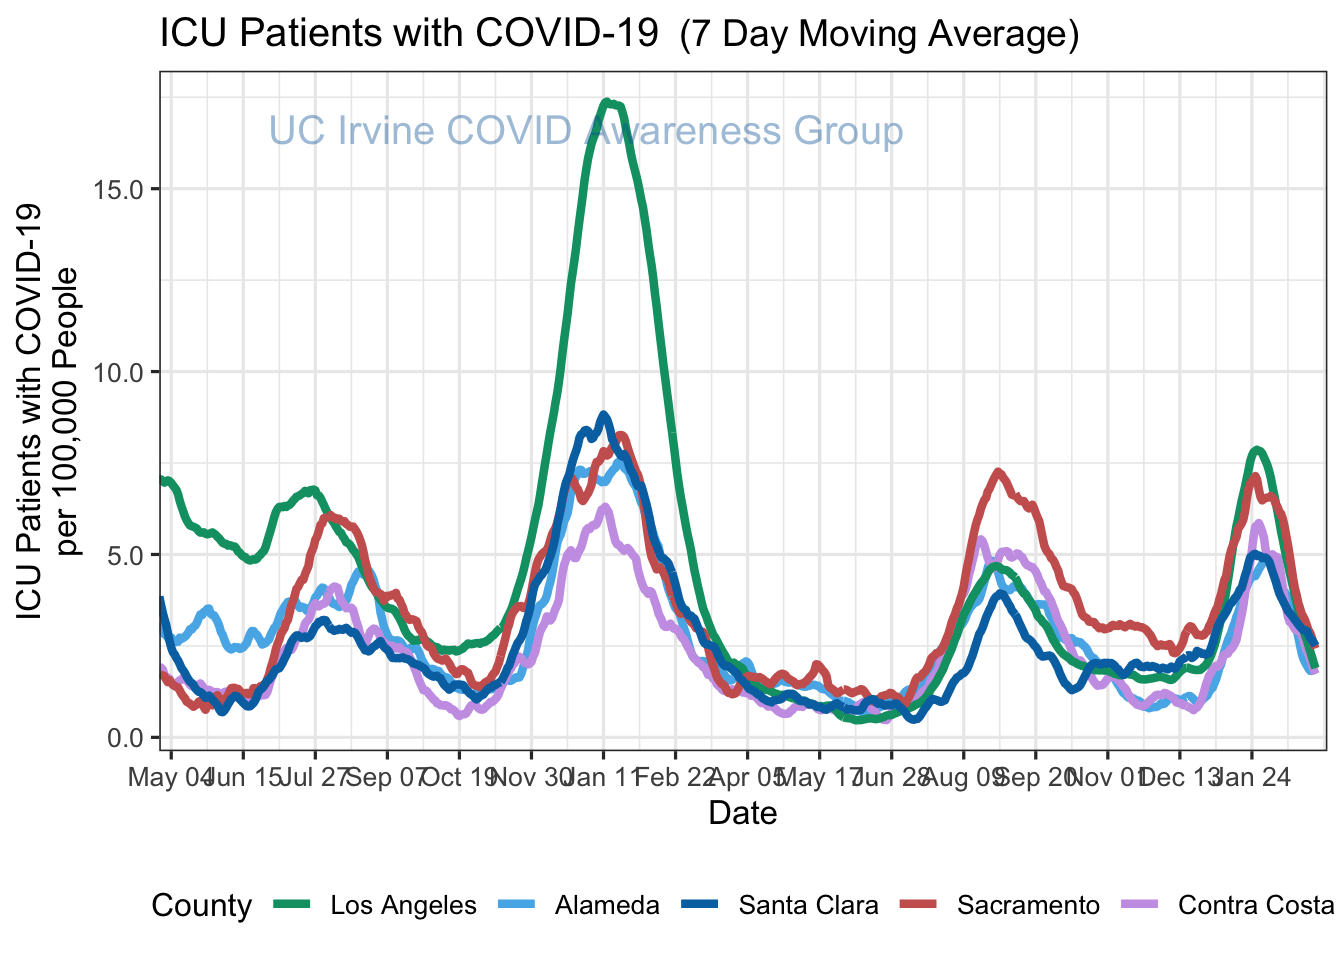 ICU Patients with COVID-19 (7 Day Moving Average)
UC Irvine COVID Awareness Group
ICU Patients with COVID-19
per 100,000 People
15.0
10.0
5.0
0.0
May 04 Jun 15 Jul 27 Sep 07 Oct 19 Nov 30 Jan 11 Feb 22 Apr 05 May 17 Jun 28 Aug 09 Sep 20 Nov 01 Dec 13 Jan 24
Date
County Los Angeles Alameda Santa Clara Sacramento Contra Costa